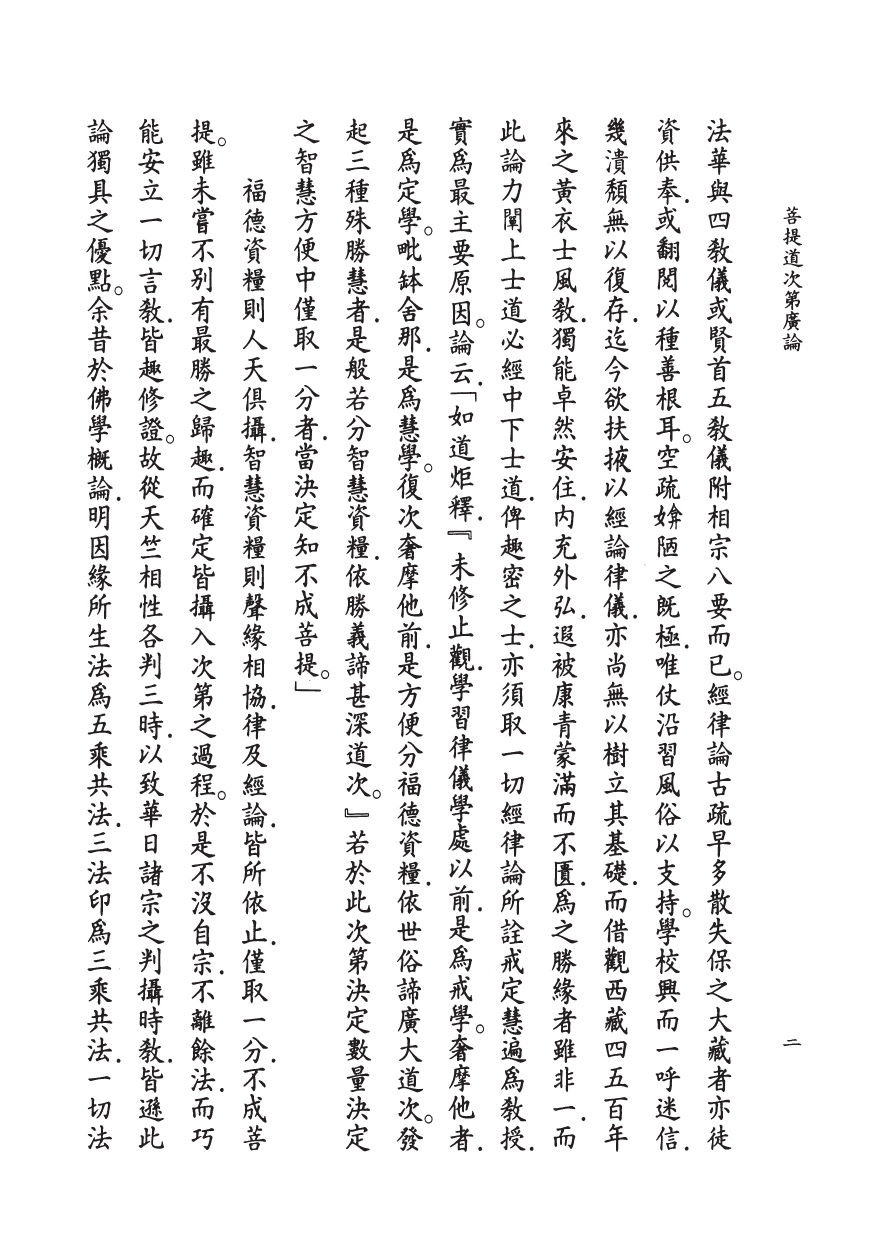 菩提道次第廣論
二
法華與四教儀或賢首五教儀附相宗八要而已。經律論古疏早多散失保之大藏者亦徒
資供奉.或翻閱以種善根耳。空疏媕陋之旣極.唯仗沿習風俗以支持。學校興而一呼迷信.
幾潰頹無以復存.迄今欲扶掖以經論律儀.亦尚無以樹立其基礎.而借觀西藏四五百年
來之黃衣士風教.獨能卓然安住.內充外弘.遐被康青蒙滿而不匱.爲之勝緣者雖非一.而
此論力闡上士道必經中下士道.俾趣密之士.亦須取一切經律論所詮戒定慧遍爲教授.
實爲最主要原因。論云.「如道炬釋.『未修止觀.學習律儀學處以前.是爲戒學。奢摩他者.
是爲定學。毗缽舍那.是爲慧學。復次奢摩他前.是方便分福德資糧.依世俗諦廣大道次。發
起三種殊勝慧者.是般若分智慧資糧.依勝義諦甚深道次。』若於此次第決定數量決定
之智慧方便中僅取一分者.當決定知不成菩提。」
福德資糧則人天俱攝.智慧資糧則聲緣相協.律及經論.皆所依止.僅取一分.不成菩
提。雖未嘗不別有最勝之歸趣.而確定皆攝入次第之過程。於是不沒自宗.不離餘法.而巧
能安立一切言教.皆趣修證。故從天竺相性各判三時.以致華日諸宗之判攝時教.皆遜此
論獨具之優點。余昔於佛學概論.明因緣所生法爲五乘共法.三法印爲三乘共法.一切法